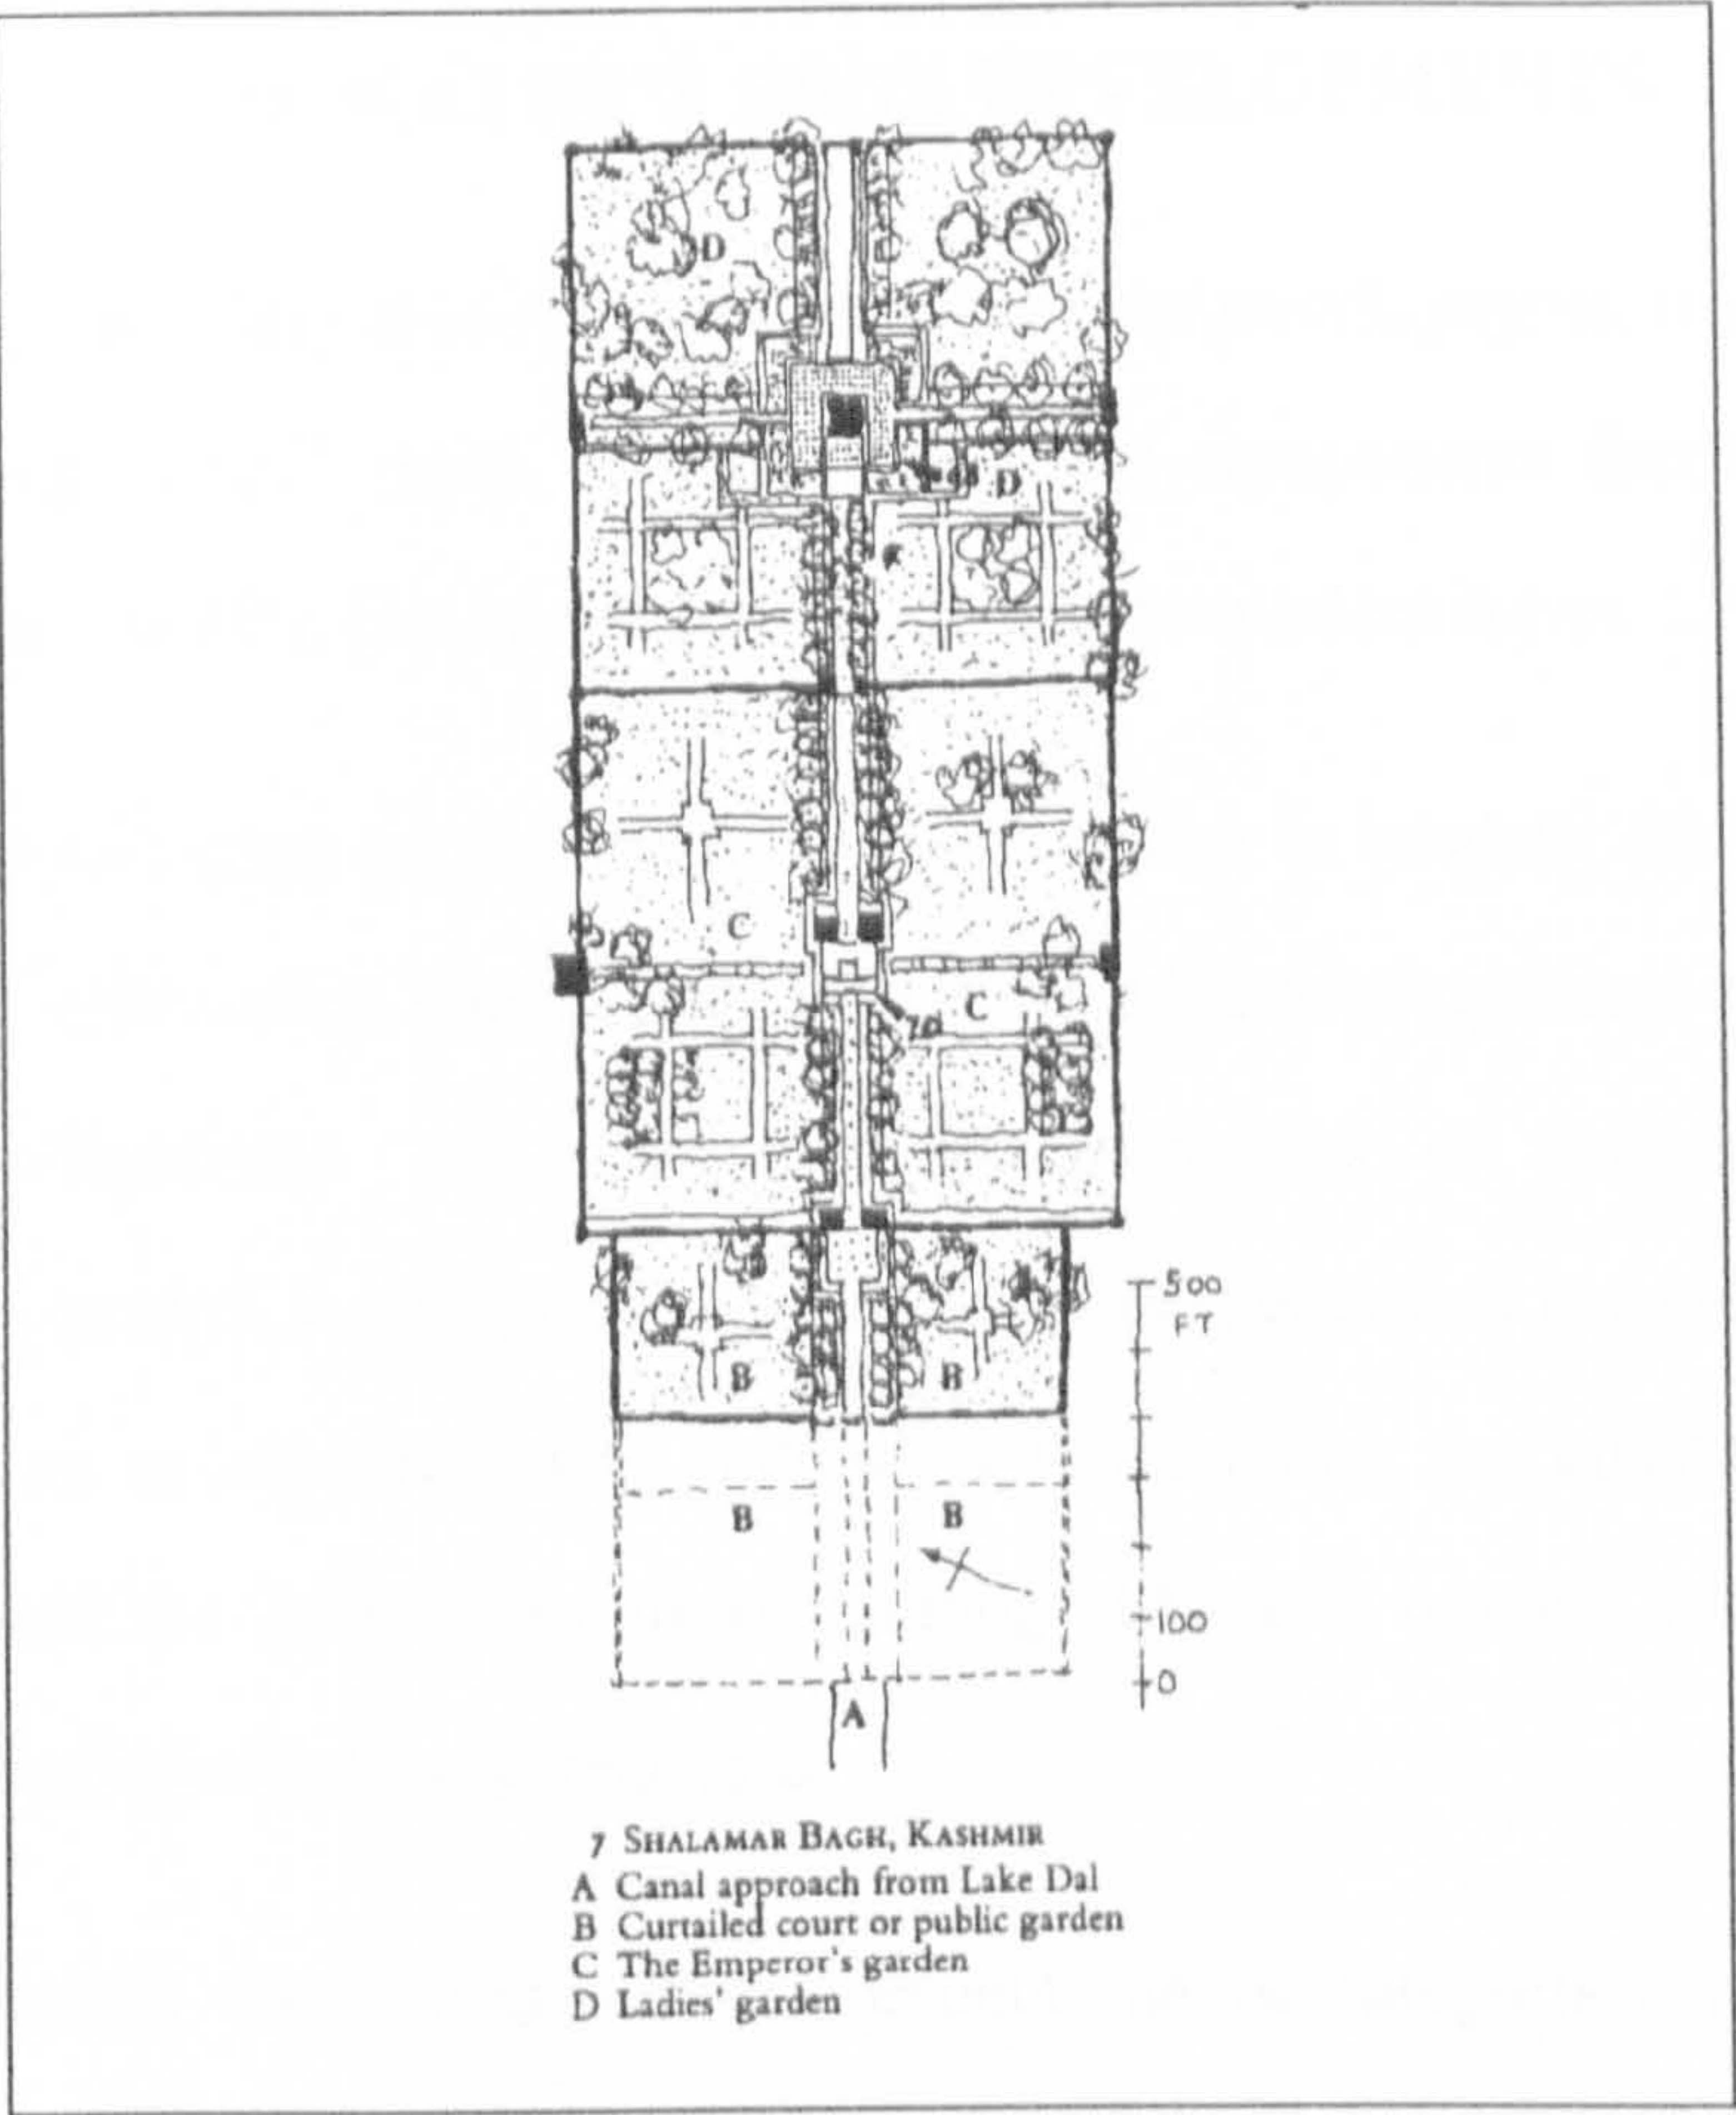 D
D
C
C
500
FT
B
B
B
B
100
0
A
7 SHALAMAR BAGH, KASHMIR
A Canal approach from Lake Dal
B Curtailed court or public garden
C The Emperor's garden
D Ladies' garden